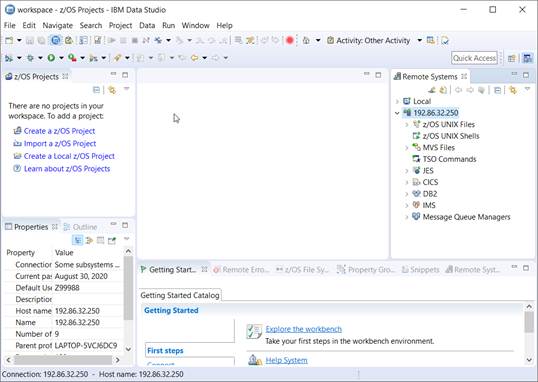 workspace - z/OS Projects - IBM Data Studio
File Edit Navigate Search Project Data Run Window Help
Activity: Other Activity
Quick Access
z/OS Projects
There are no projects in your
workspace. To add a project:
Create a z/OS Project
Import a z/OS Project
Create a Local z/OS Project
Learn about z/OS Projects
Remote Systems
Local
192.86.32.250
z/OS UNIX Files
z/OS UNIX Shells
MVS Files
TSO Commands
JES
CICS
DB2
IMS
Message Queue Managers
Properties Outline
Property Value
Connection Some subsystems ...
Current pas August 30, 2020
Default Use Z99988
Description
Host name 192.86.32.250
Name 192.86.32.250
Number of 9
Parent prof LAPTOP-5VCJ6DC9
Getting Start... Remote Erro... z/OS File Sy... Property Gro... Snippets Remote Syst...
Getting Started Catalog
Getting Started
First steps
Explore the workbench
Take your first steps in the workbench environment.
Help System
Connection: 192.86.32.250 - Host name: 192.86.32.250